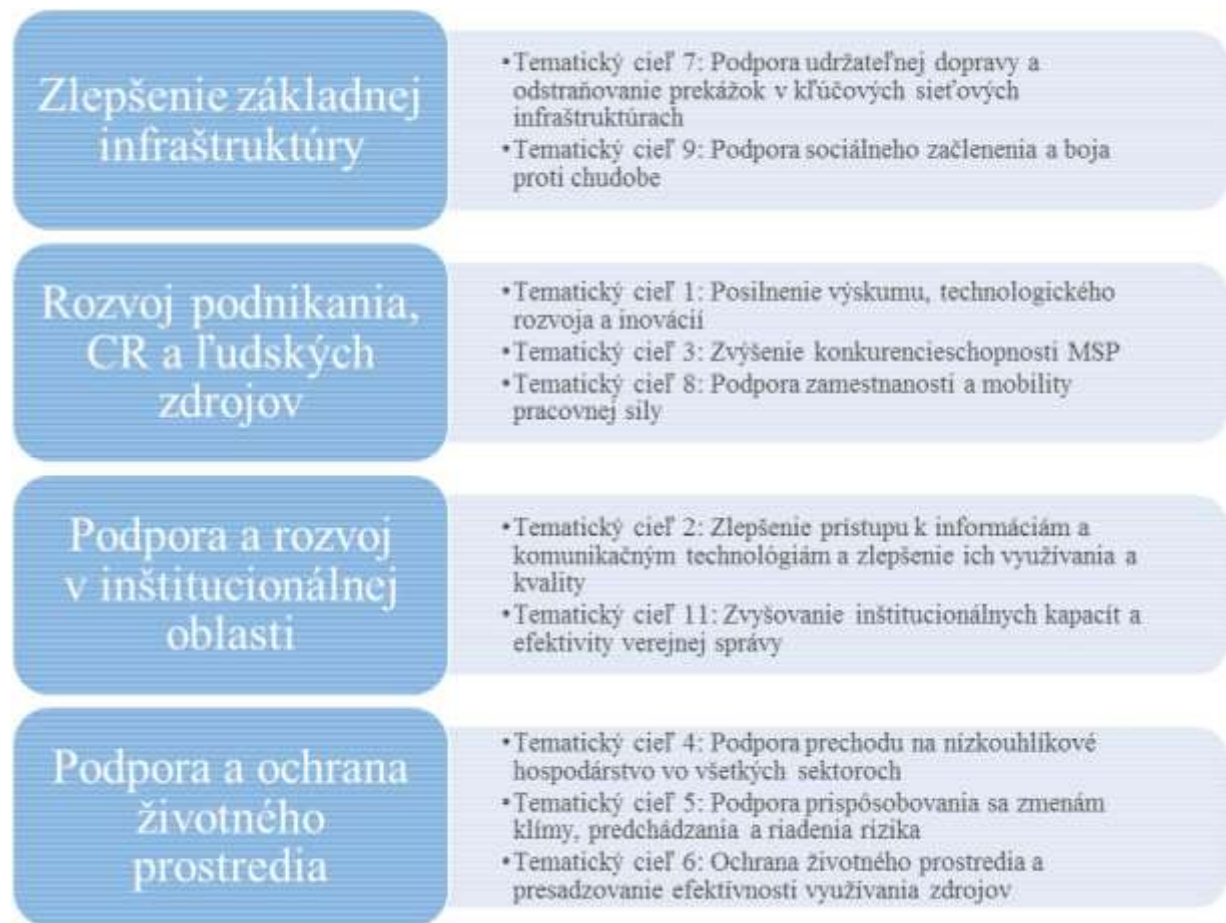 Zlepšenie základnej
infraštruktúry
•Tematický cieľ 7: Podpora udržateľnej dopravy a
odstraňovanie prekážok v kľúčových sieťových
infraštruktúrach
•Tematický cieľ 9: Podpora sociálneho začlenenia a boja
proti chudobe
Rozvoj podnikania,
CR a ľudských
zdrojov
•Tematický cieľ 1: Posilnenie výskumu, technologického
rozvoja a inovácií
•Tematický cieľ 3: Zvýšenie konkurencieschopnosti MSP
•Tematický cieľ 8: Podpora zamestnanosti a mobility
pracovnej sily
Podpora a rozvoj
v inštitucionálnej
oblasti
•Tematický cieľ 2: Zlepšenie prístupu k informáciám a
komunikačným technológiám a zlepšenie ich využívania a
kvality
•Tematický cieľ 11: Zvyšovanie inštitucionálnych kapacít a
efektivity verejnej správy
Podpora a ochrana
životného
prostredia
•Tematický cieľ 4: Podpora prechodu na nízkouhlíkové
hospodárstvo vo všetkých sektoroch
•Tematický cieľ 5: Podpora prispôsobovania sa zmenám
klímy, predchádzania a riadenia rizika
•Tematický cieľ 6: Ochrana životného prostredia a
presadzovanie efektívnosti využívania zdrojov